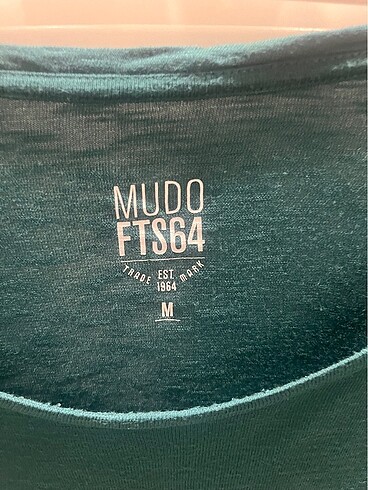 MUDO
FTS64
TRADE EST. MARK
1964
M